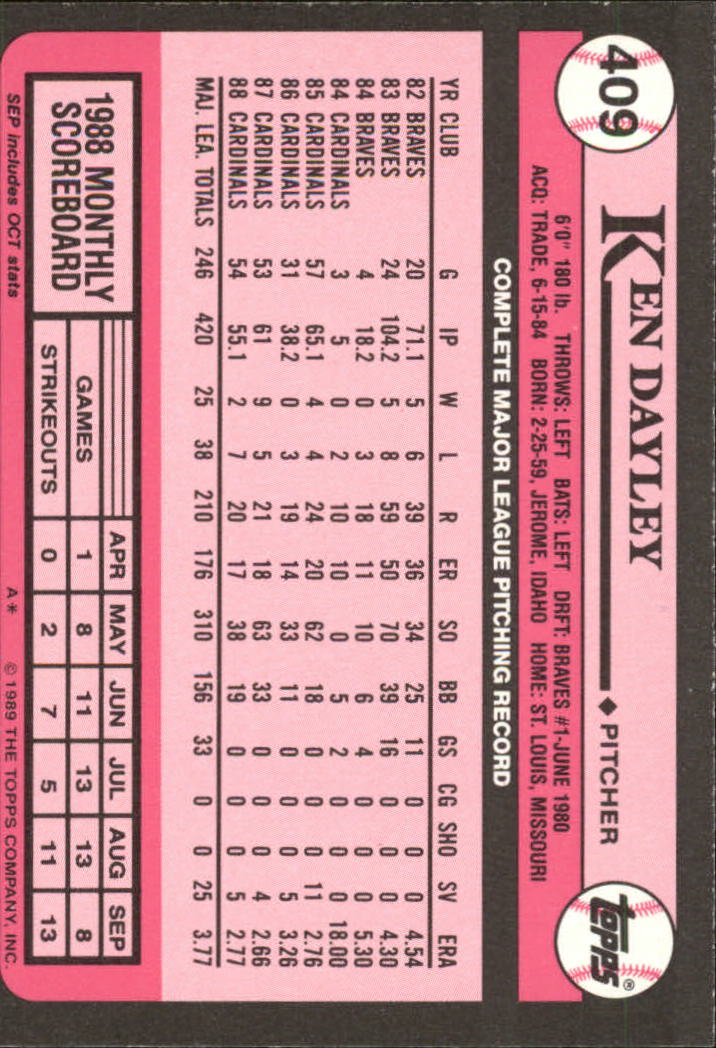 409
KEN DAYLEY
♦ PITCHER
topps®
6'0" 180 lb. THROWS: LEFT BATS: LEFT DRFT: BRAVES #1-JUNE 1980
ACQ: TRADE, 6-15-84 BORN: 2-25-59, JEROME, IDAHO HOME: ST. LOUIS, MISSOURI
COMPLETE MAJOR LEAGUE PITCHING RECORD
YR CLUB G IP W L R ER SO BB GS CG SHO SV ERA
82 BRAVES 20 71.1 5 6 39 36 34 25 11 0 0 0 4.54
83 BRAVES 24 104.2 5 8 59 50 70 39 16 0 0 0 4.30
84 BRAVES 4 18.2 0 3 18 11 10 6 4 0 0 0 5.30
84 CARDINALS 3 5 0 2 10 10 0 5 2 0 0 0 18.00
85 CARDINALS 57 65.1 4 4 24 20 62 18 0 0 0 11 2.76
86 CARDINALS 31 38.2 0 3 19 14 33 11 0 0 0 5 3.26
87 CARDINALS 53 61 9 5 21 18 63 33 0 0 0 4 2.66
88 CARDINALS 54 55.1 2 7 20 17 38 19 0 0 0 5 2.77
MAJ. LEA. TOTALS 246 420 25 38 210 176 310 156 33 0 0 25 3.77
1988 MONTHLY
SCOREBOARD
APR MAY JUN JUL AUG SEP
GAMES 1 8 11 13 13 8
STRIKEOUTS 0 2 7 5 11 13
SEP includes OCT stats A* © 1989 THE TOPPS COMPANY, INC.